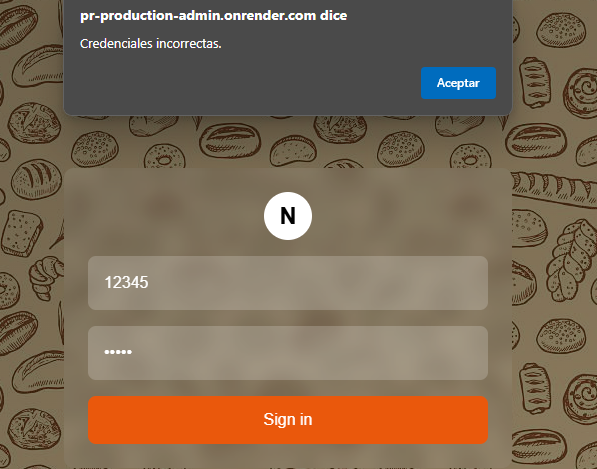 pr-production-admin.onrender.com dice
Credenciales incorrectas.
Aceptar
N
12345
•••••
Sign in